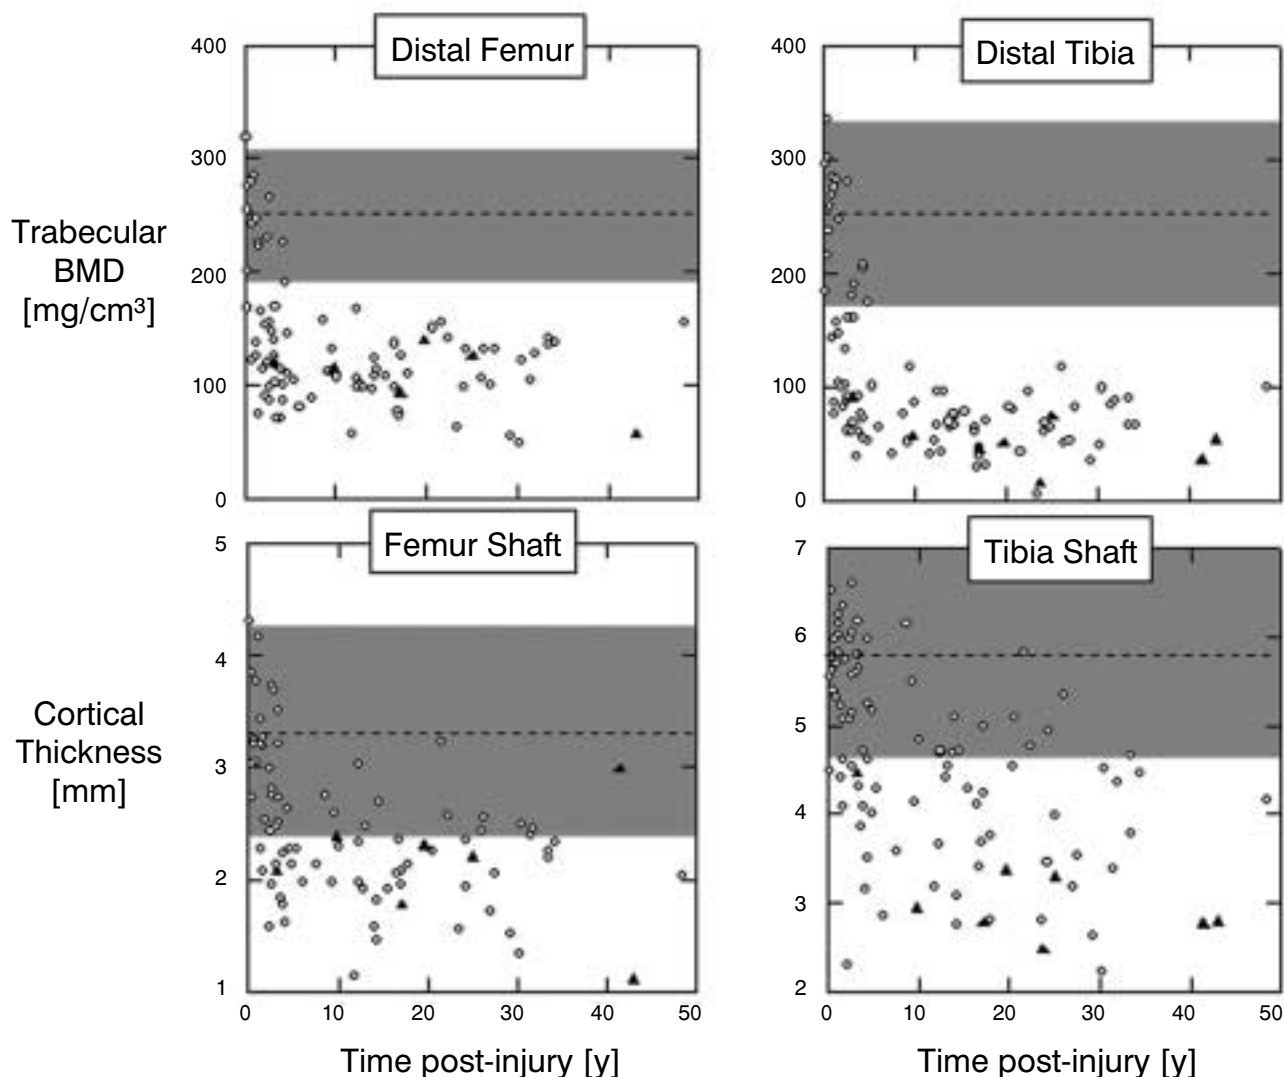 Distal Femur
Distal Tibia
400
300
200
100
0
400
300
200
100
0
Trabecular
BMD
[mg/cm³]
Femur Shaft
Tibia Shaft
5
4
3
2
1
7
6
5
4
3
2
Cortical
Thickness
[mm]
0 10 20 30 40 50
0 10 20 30 40 50
Time post-injury [y]
Time post-injury [y]